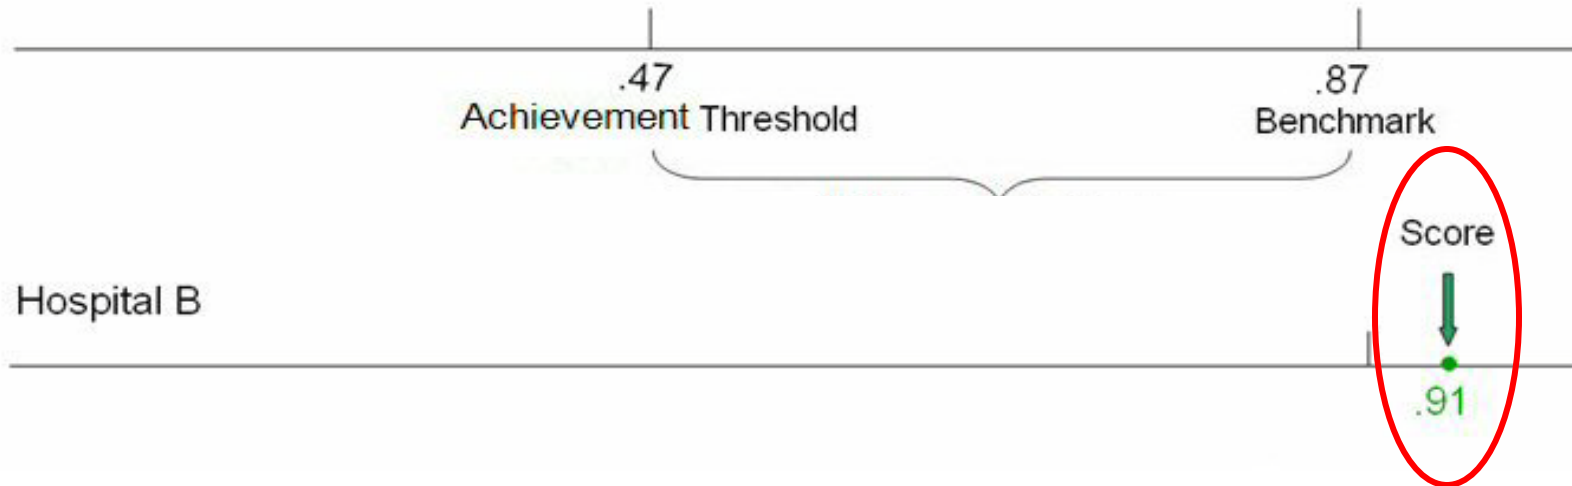 .47
.87
Achievement Threshold
Benchmark
Score
Hospital B
.91